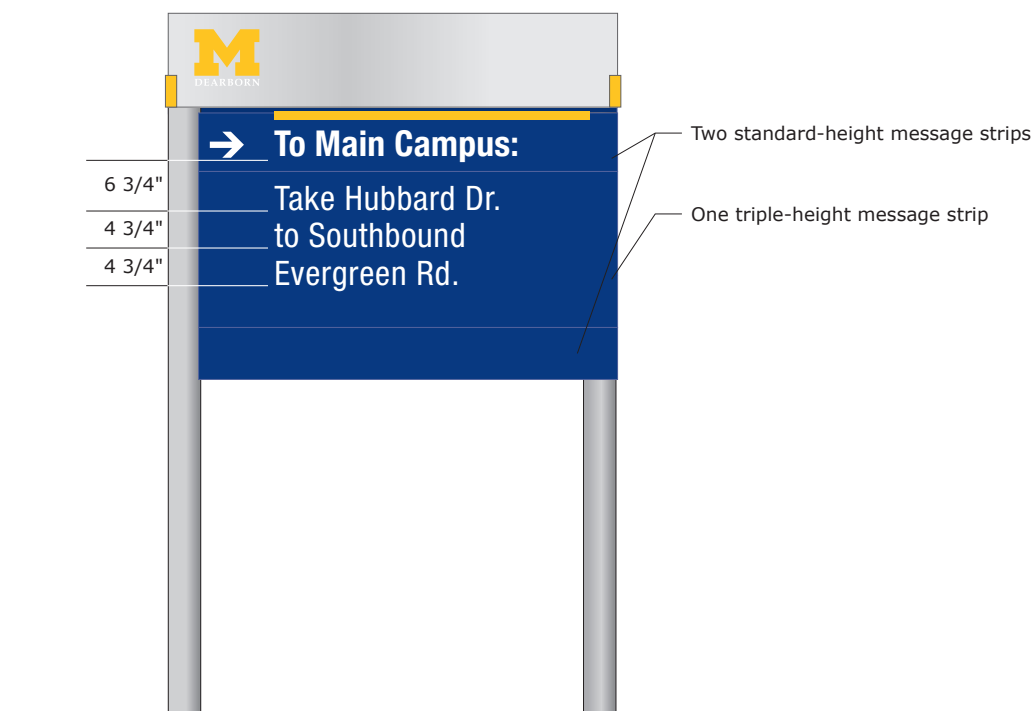 M
DEARBORN
To Main Campus:
Take Hubbard Dr.
to Southbound
Evergreen Rd.
6 3/4"
4 3/4"
4 3/4"
Two standard-height message strips
One triple-height message strip